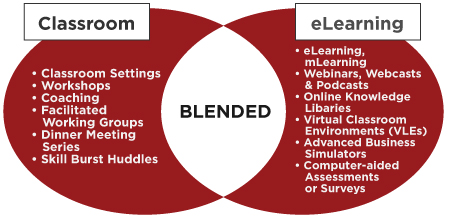 Classroom
• Classroom Settings
• Workshops
• Coaching
• Facilitated
Working Groups
• Dinner Meeting
Series
• Skill Burst Huddles
BLENDED
eLearning
• eLearning,
mLearning
• Webinars, Webcasts
& Podcasts
• Online Knowledge
Libaries
• Virtual Classroom
Environments (VLEs)
• Advanced Business
Simulators
• Computer-aided
Assessments
or Surveys